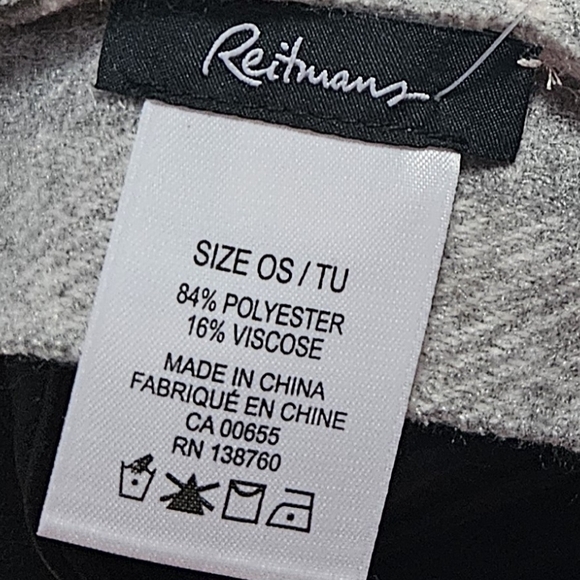 Reitmans
SIZE OS / TU
84% POLYESTER
16% VISCOSE
MADE IN CHINA
FABRIQUÉ EN CHINE
CA 00655
RN 138760